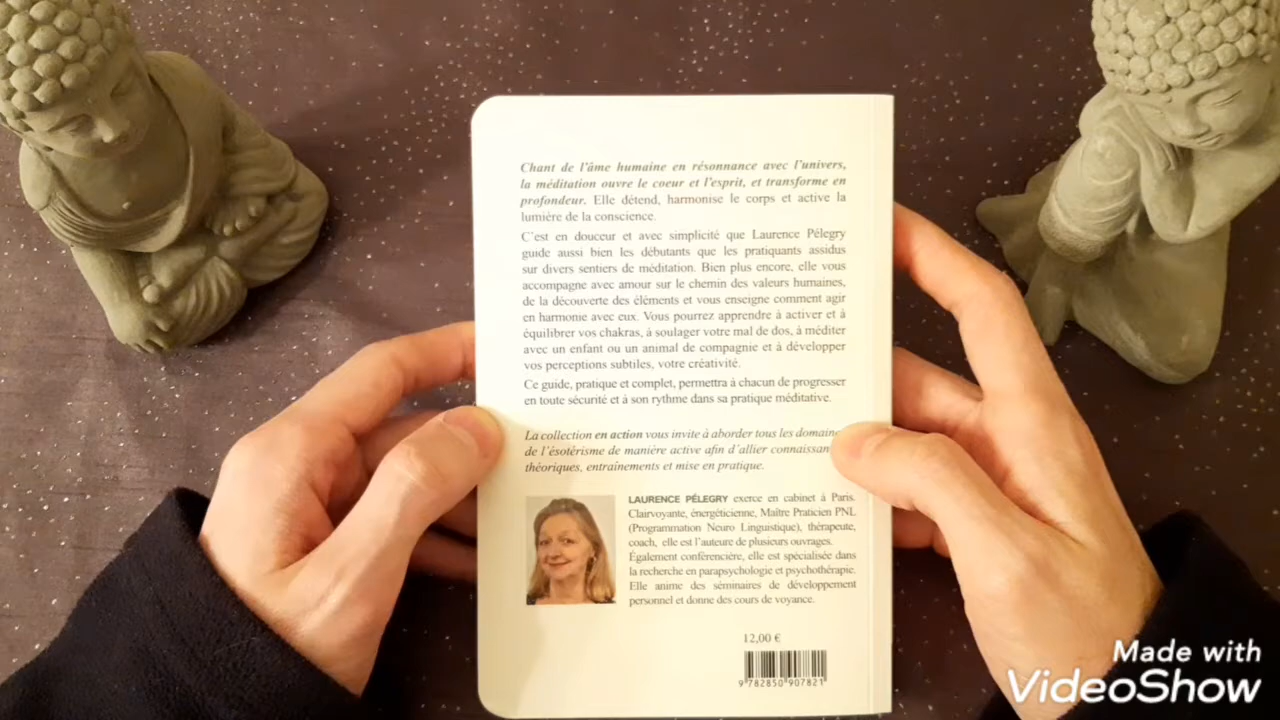 Chant de l'âme humaine en résonnance avec l'univers,
la méditation ouvre le coeur et l'esprit, et transforme en
profondeur. Elle détend, harmonise le corps et active la
lumière de la conscience.
C'est en douceur et avec simplicité que Laurence Pélegry
guide aussi bien les débutants que les pratiquants assidus
sur divers sentiers de méditation. Bien plus encore, elle vous
accompagne avec amour sur le chemin des valeurs humaines,
de la découverte des éléments et vous enseigne comment agir
en harmonie avec eux. Vous pourrez apprendre à activer et à
équilibrer vos chakras, à soulager votre mal de dos, à méditer
avec un enfant ou un animal de compagnie et à développer
vos perceptions subtiles, votre créativité.
Ce guide, pratique et complet, permettra à chacun de progresser
en toute sécurité et à son rythme dans sa pratique méditative.
La collection en action vous invite à aborder tous les domaine
de l'ésotérisme de manière active afin d'allier connaissan
théoriques, entraînements et mise en pratique.
LAURENCE PÉLEGRY exerce en cabinet à Paris.
Clairvoyante, énergéticienne, Maître Praticien PNL
(Programmation Neuro Linguistique), thérapeute,
coach, elle est l'auteure de plusieurs ouvrages.
Également conférencière, elle est spécialisée dans
la recherche en parapsychologie et psychothérapie.
Elle anime des séminaires de développement
personnel et donne des cours de voyance.
12,00 €
9 782850 907821
Made with
VideoShow